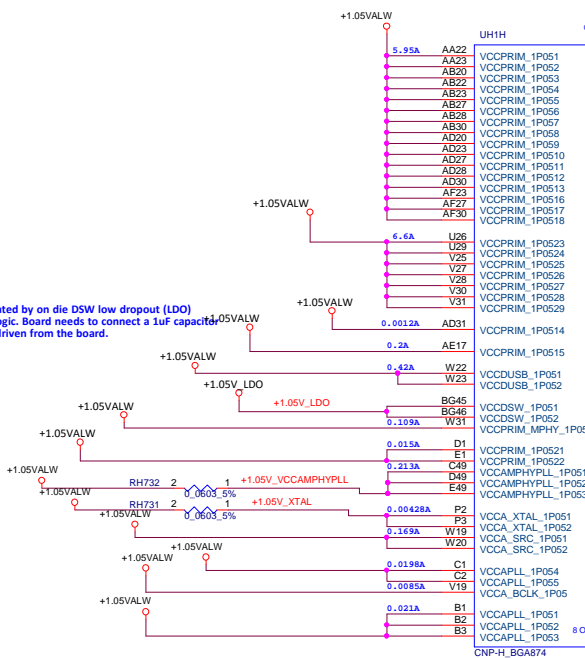 +1.05VALW
UH1H
5.95A AA22 VCCPRIM_1P051
AA23 VCCPRIM_1P052
AB20 VCCPRIM_1P053
AB22 VCCPRIM_1P054
AB23 VCCPRIM_1P055
AB27 VCCPRIM_1P056
AB28 VCCPRIM_1P057
AB30 VCCPRIM_1P058
AD20 VCCPRIM_1P059
AD23 VCCPRIM_1P0510
AD27 VCCPRIM_1P0511
AD28 VCCPRIM_1P0512
AD30 VCCPRIM_1P0513
AF23 VCCPRIM_1P0516
AF27 VCCPRIM_1P0517
AF30 VCCPRIM_1P0518
+1.05VALW
6.6A U26 VCCPRIM_1P0523
U29 VCCPRIM_1P0524
V25 VCCPRIM_1P0525
V27 VCCPRIM_1P0526
V28 VCCPRIM_1P0527
V30 VCCPRIM_1P0528
V31 VCCPRIM_1P0529
+1.05VALW
ted by on die DSW low dropout (LDO)
gic. Board needs to connect a 1uF capacitor
driven from the board.
+1.05VALW
0.0012A AD31 VCCPRIM_1P0514
0.2A AE17 VCCPRIM_1P0515
+1.05VALW
0.42A W22 VCCDUSB_1P051
W23 VCCDUSB_1P052
+1.05V_LDO
+1.05V_LDO BG45 VCCDSW_1P051
BG46 VCCDSW_1P052
+1.05VALW
0.109A W31 VCCPRIM_MPHY_1P05
+1.05VALW
0.015A D1 VCCPRIM_1P0521
E1 VCCPRIM_1P0522
+1.05VALW
0.213A C49 VCCAMPHYPLL_1P051
RH732 2 1 +1.05V_VCCAMPHYPLL D49 VCCAMPHYPLL_1P052
0_0603_5% E49 VCCAMPHYPLL_1P053
+1.05VALW
RH731 2 1 +1.05V_XTAL 0.00428A P2 VCCA_XTAL_1P051
0_0603_5% P3 VCCA_XTAL_1P052
+1.05VALW
0.169A W19 VCCA_SRC_1P051
W20 VCCA_SRC_1P052
+1.05VALW
0.0198A C1 VCCAPLL_1P054
C2 VCCAPLL_1P055
+1.05VALW
0.0085A V19 VCCA_BCLK_1P05
+1.05VALW
0.021A B1 VCCAPLL_1P051
B2 VCCAPLL_1P052
B3 VCCAPLL_1P053
8 O
CNP-H_BGA874